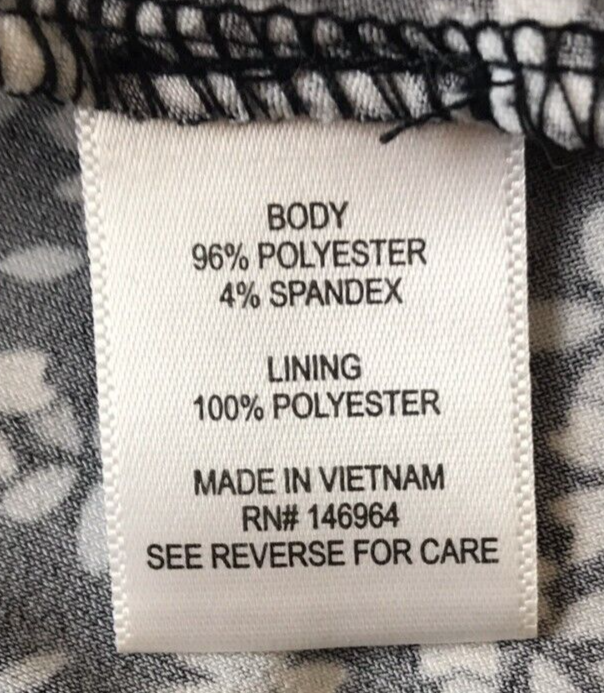 BODY
96% POLYESTER
4% SPANDEX
LINING
100% POLYESTER
MADE IN VIETNAM
RN# 146964
SEE REVERSE FOR CARE